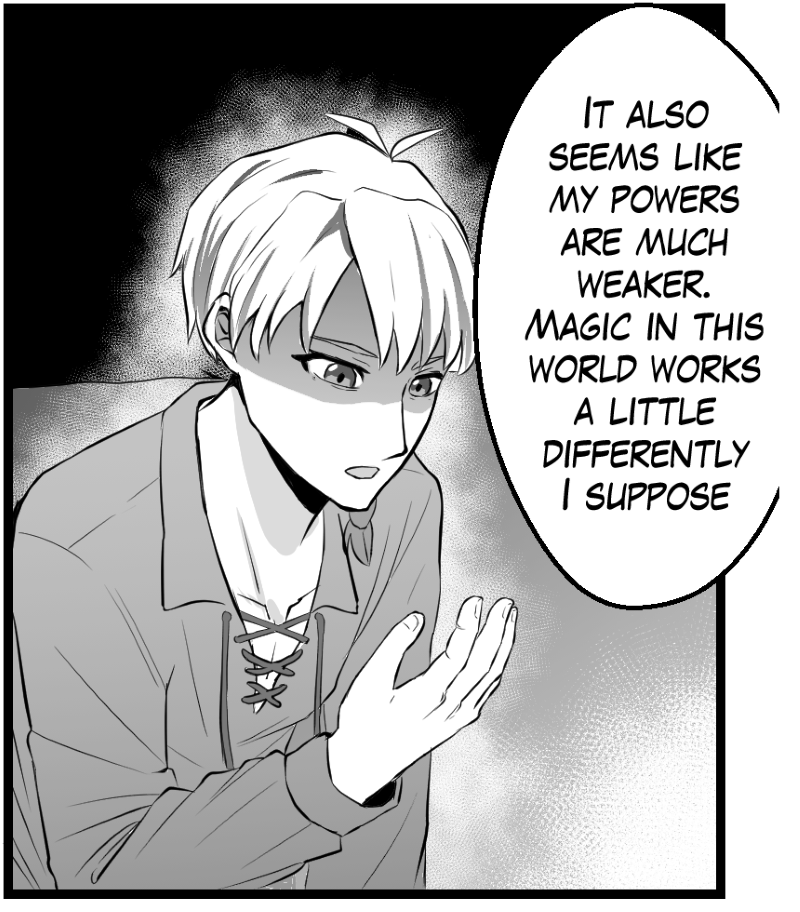 IT ALSO
SEEMS LIKE
MY POWERS
ARE MUCH
WEAKER.
MAGIC IN THIS
WORLD WORKS
A LITTLE
DIFFERENTLY
I SUPPOSE